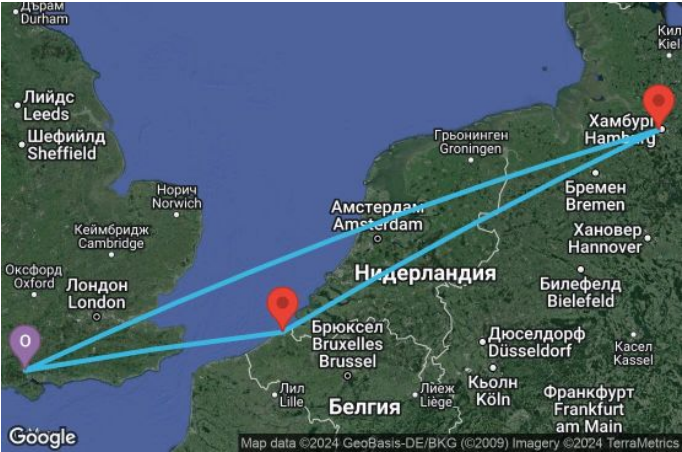 Дърам
Durham
Кил
Kiel
Лийдс
Leeds
Шефийлд
Sheffield
Хамбург
Hamburg
Грьонинген
Groningen
Норич
Norwich
Бремен
Bremen
Амстердам
Amsterdam
Кеймбридж
Cambridge
Хановер
Hannover
Оксфорд
Oxford
Лондон
London
Нидерландия
Билефелд
Bielefeld
O
Брюксел
Bruxelles
Brussel
Дюселдорф
Düsseldorf
Касел
Kassel
Лил
Lille
Лиеж
Liège
Кьолн
Köln
Белгия
Франкфурт
Frankfurt
am Main
Google
Map data ©2024 GeoBasis-DE/BKG (©2009) Imagery ©2024 TerraMetrics